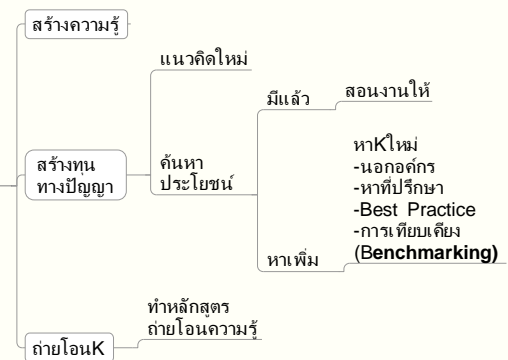 สร้างความรู้
แนวคิดใหม่
มีแล้ว
สอนงานให้
สร้างทุน
ทางปัญญา
ค้นหา
ประโยชน์
หาKใหม่
-นอกอค์กร
-หาที่ปรึกษา
-Best Practice
-การเทียบเคียง
(Benchmarking)
หาเพิ่ม
ทำหลักสูตร
ถ่ายโอนความรู้
ถ่ายโอนK